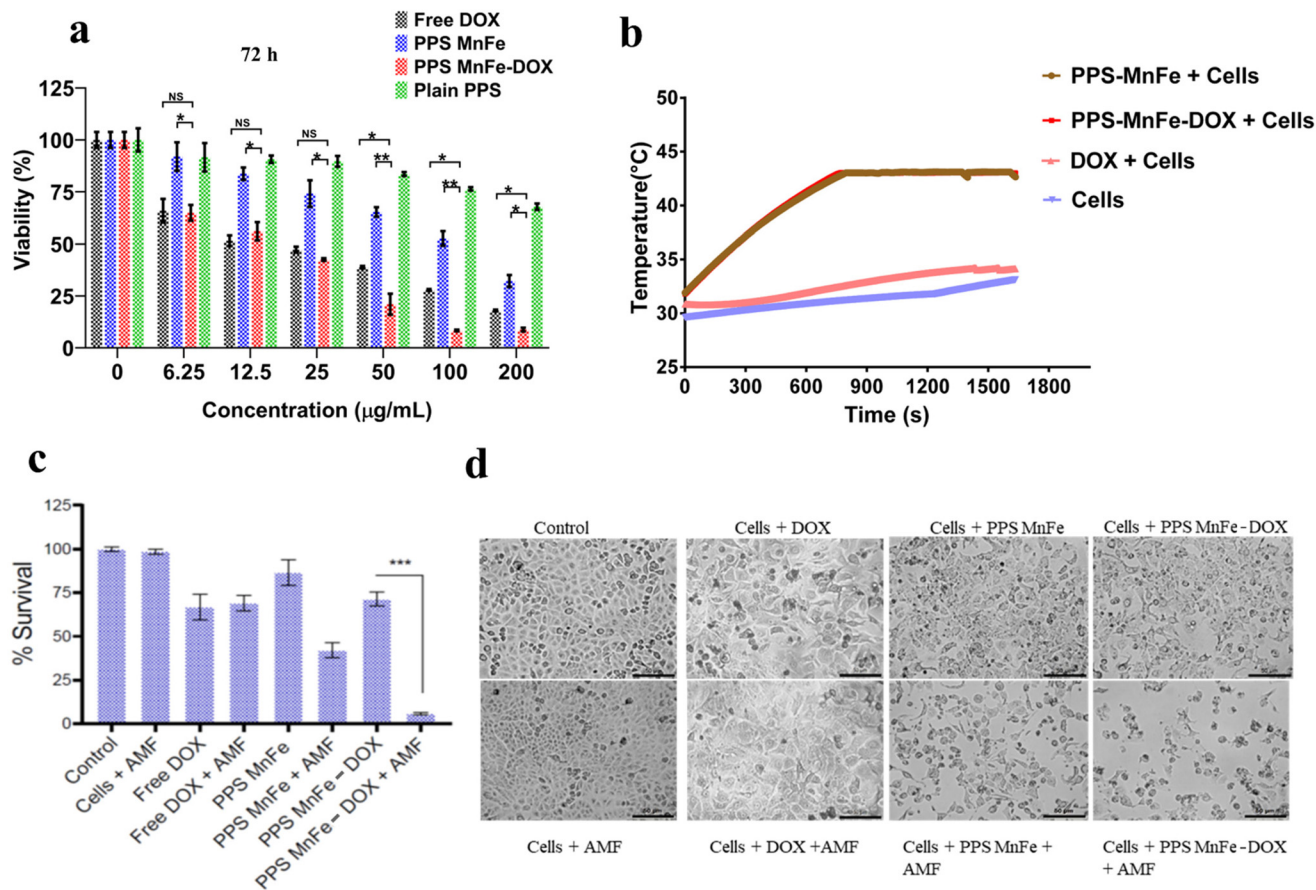 a
72 h
Free DOX
PPS MnFe
PPS MnFe-DOX
Plain PPS
Viability (%)
125
100
75
50
25
0
NS
*
NS
*
NS
*
*
**
*
**
*
*
0 6.25 12.5 25 50 100 200
Concentration (µg/mL)
b
PPS-MnFe + Cells
PPS-MnFe-DOX + Cells
DOX + Cells
Cells
Temperature(°C)
50
45
40
35
30
25
0 300 600 900 1200 1500 1800
Time (s)
c
% Survival
125
100
75
50
25
0
***
Control
Cells + AMF
Free DOX
Free DOX + AMF
PPS MnFe
PPS MnFe + AMF
PPS MnFe – DOX
PPS MnFe – DOX + AMF
d
Control
Cells + DOX
Cells + PPS MnFe
Cells + PPS MnFe-DOX
Cells + AMF
Cells + DOX +AMF
Cells + PPS MnFe +
AMF
Cells + PPS MnFe-DOX
+ AMF